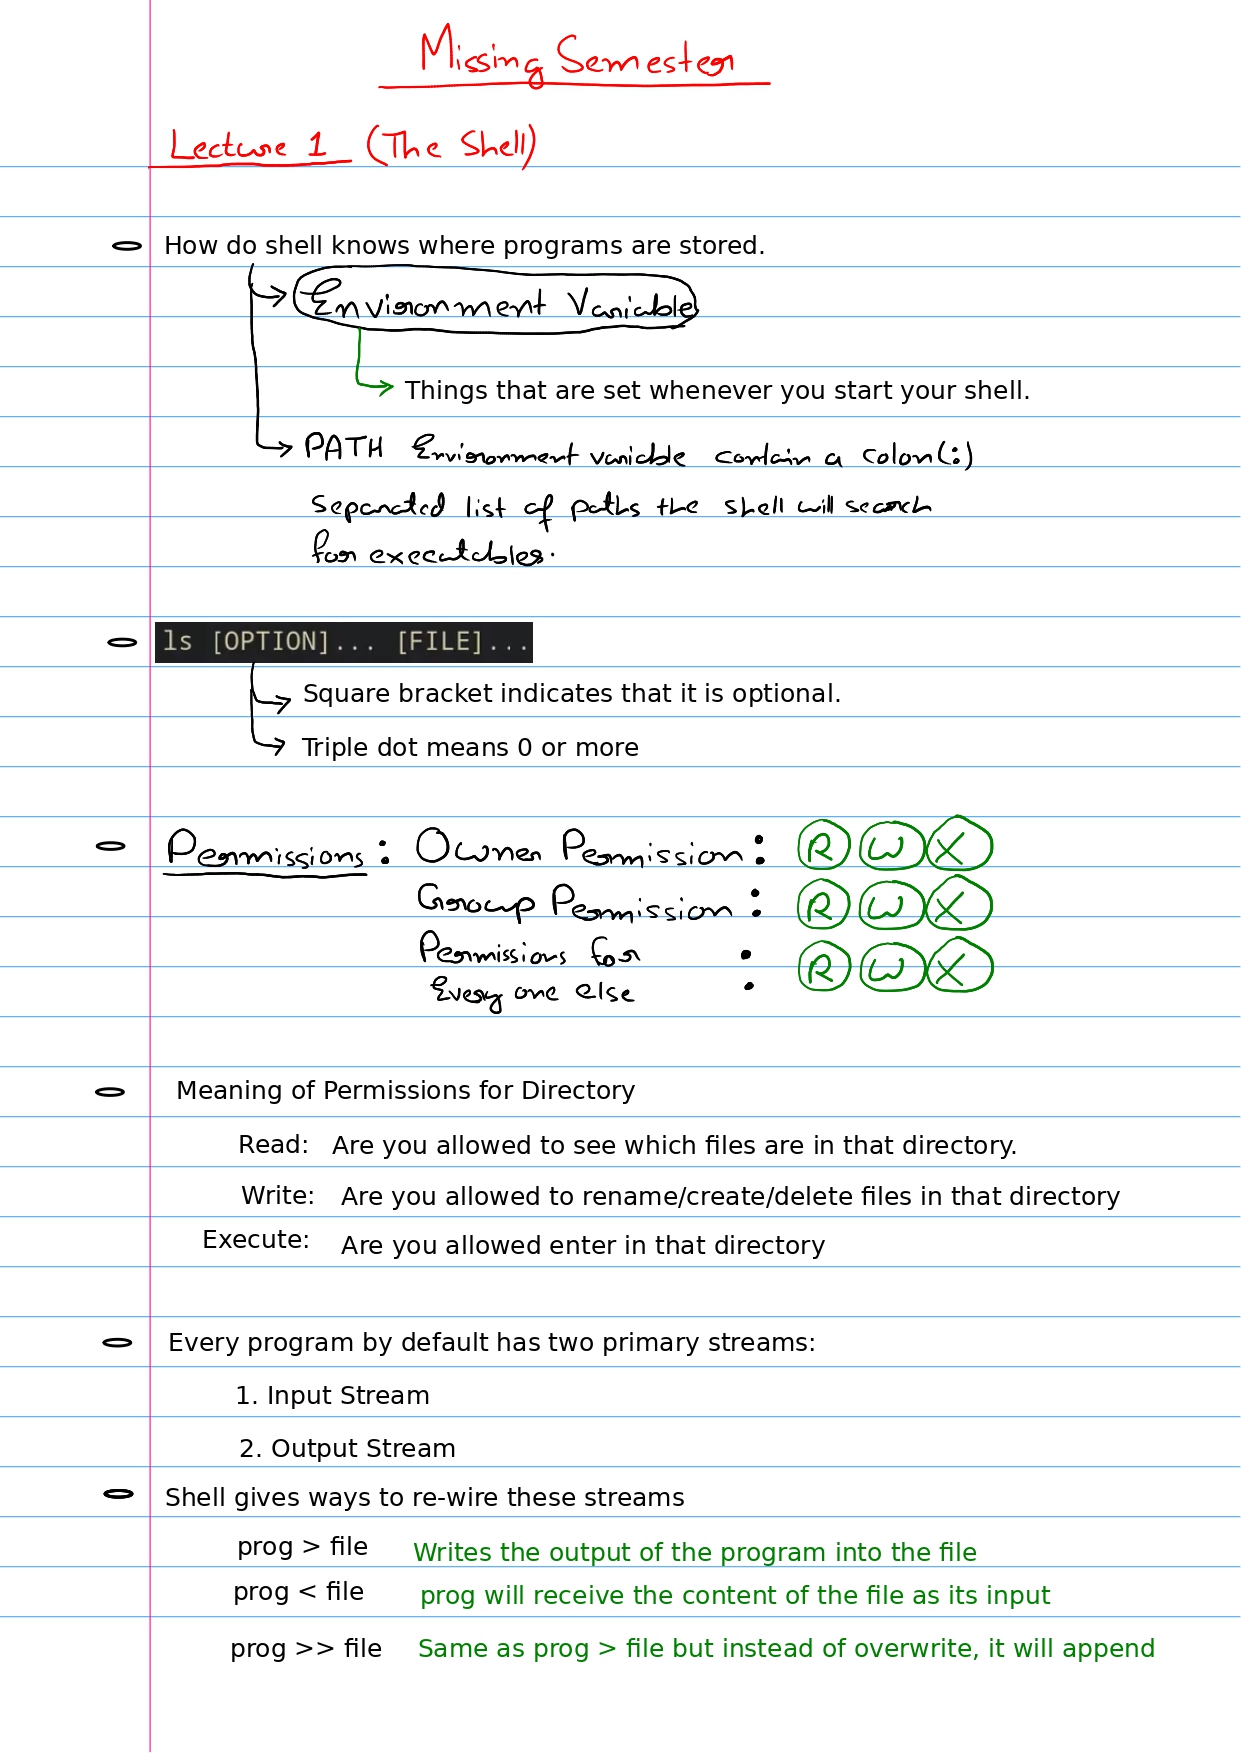 Missing Semester
Lecture 1 (The Shell)
How do shell knows where programs are stored.
Environment Variable
Things that are set whenever you start your shell.
PATH Environment variable contain a colon(:)
separated list of paths the shell will search
for executables.
ls [OPTION]... [FILE]...
Square bracket indicates that it is optional.
Triple dot means 0 or more
Permissions: Owner Permission: R W X
Group Permission: R W X
Permissions for : R W X
Every one else
Meaning of Permissions for Directory
Read: Are you allowed to see which files are in that directory.
Write: Are you allowed to rename/create/delete files in that directory
Execute: Are you allowed enter in that directory
Every program by default has two primary streams:
1. Input Stream
2. Output Stream
Shell gives ways to re-wire these streams
prog > file Writes the output of the program into the file
prog < file prog will receive the content of the file as its input
prog >> file Same as prog > file but instead of overwrite, it will append